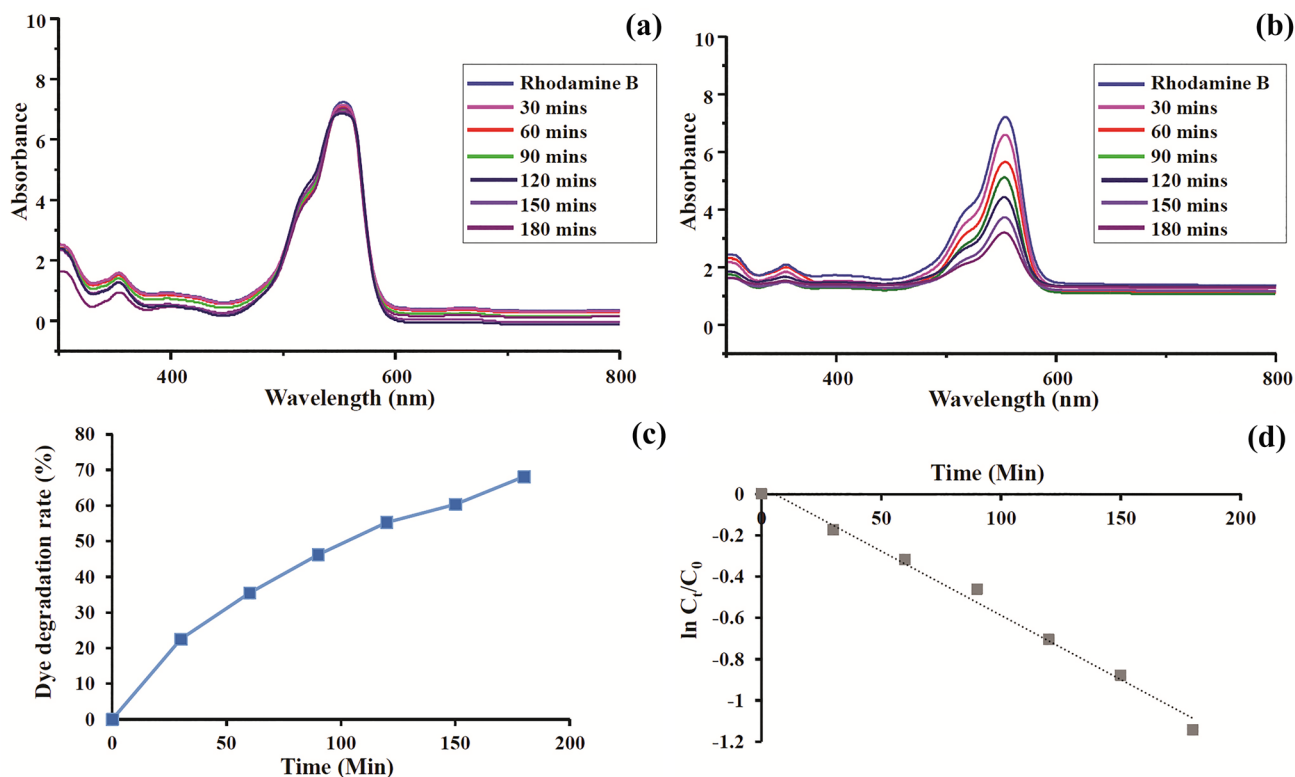 (a)
10
8
6
4
2
0
Absorbance
400
600
800
Wavelength (nm)
Rhodamine B
30 mins
60 mins
90 mins
120 mins
150 mins
180 mins
(b)
10
8
6
4
2
0
Absorbance
400
600
800
Wavelength (nm)
Rhodamine B
30 mins
60 mins
90 mins
120 mins
150 mins
180 mins
(c)
80
70
60
50
40
30
20
10
0
Dye degradation rate (%)
0
50
100
150
200
Time (Min)
(d)
Time (Min)
0
50
100
150
200
0
-0.2
-0.4
-0.6
-0.8
-1
-1.2
ln Ct/C0